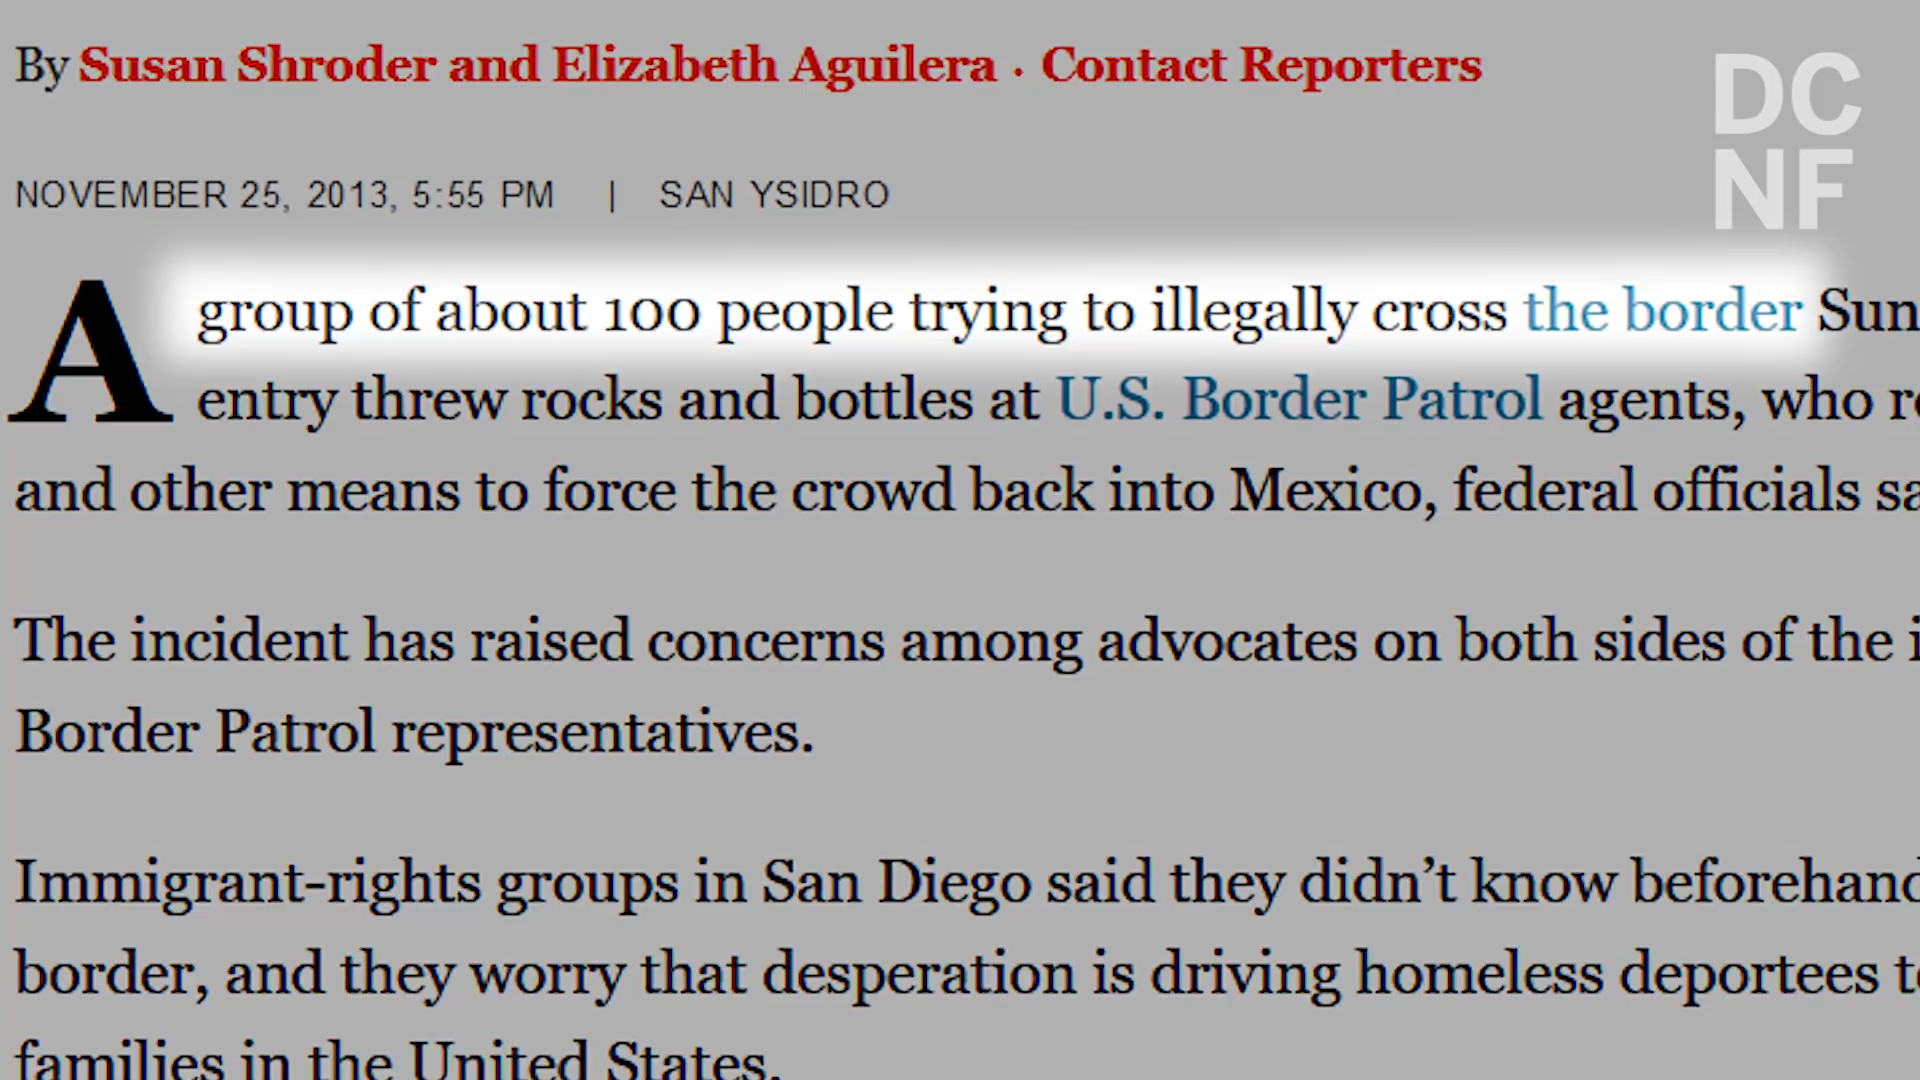 By Susan Shroder and Elizabeth Aguilera · Contact Reporters
DC
NF
NOVEMBER 25, 2013, 5:55 PM | SAN YSIDRO
A group of about 100 people trying to illegally cross the border
entry threw rocks and bottles at U.S. Border Patrol agents, who
and other means to force the crowd back into Mexico, federal officials
The incident has raised concerns among advocates on both sides of the
Border Patrol representatives.
Immigrant-rights groups in San Diego said they didn’t know
border, and they worry that desperation is driving homeless deportees
families in the United States.